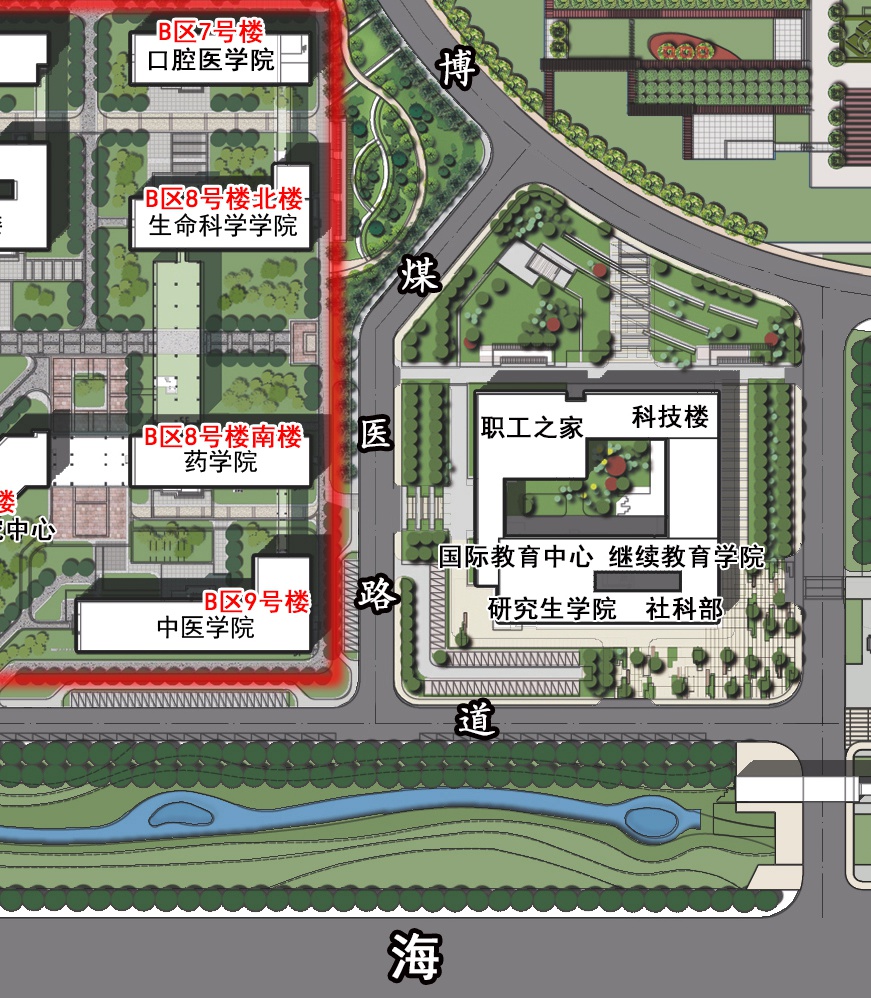 B区7号楼
口腔医学院
博
B区8号楼北楼
生命科学学院
楼
煤
职工之家
科技楼
医
B区8号楼南楼
药学院
楼
中心
国际教育中心 继续教育学院
路
B区9号楼
中医学院
研究生学院 社科部
道
海